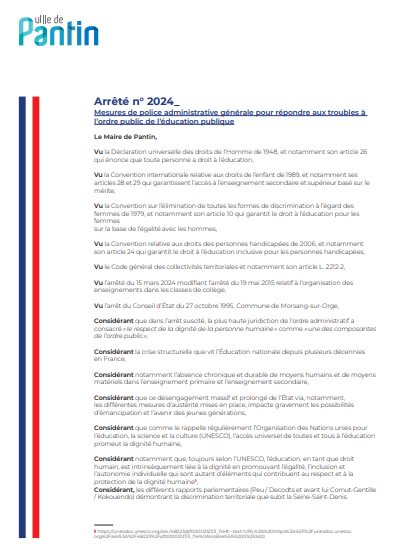 ville de
Pantin
Arrêté n° 2024_
Mesures de police administrative générale pour répondre aux troubles à
l'ordre public de l'éducation publique
Le Maire de Pantin,
Vu la Déclaration universelle des droits de l'Homme de 1948, et notamment son article 26
qui énonce que toute personne a droit à l'éducation,
Vu la Convention internationale relative aux droits de l'enfant de 1989, et notamment ses
articles 28 et 29 qui garantissent l'accès à l'enseignement secondaire et supérieur basé sur le
mérite,
Vu la Convention sur l'élimination de toutes les formes de discrimination à l'égard des
femmes de 1979, et notamment son article 10 qui garantit le droit à l'éducation pour les
femmes
sur la base de l'égalité avec les hommes,
Vu la Convention relative aux droits des personnes handicapées de 2006, et notamment
son article 24 qui garantit le droit à l'éducation inclusive pour les personnes handicapées,
Vu le Code général des collectivités territoriales et notamment son article L. 2212-2,
Vu l'arrêté du 15 mars 2024 modifiant l'arrêté du 19 mai 2015 relatif à l'organisation des
enseignements dans les classes de collège,
Vu l'arrêt du Conseil d'État du 27 octobre 1995, Commune de Morsang-sur-Orge,
Considérant que dans l'arrêt suscité, la plus haute juridiction de l'ordre administratif a
consacré « le respect de la dignité de la personne humaine » comme « une des composantes
de l'ordre public »,
Considérant la crise structurelle que vit l'Éducation nationale depuis plusieurs décennies
en France,
Considérant notamment l'absence chronique et durable de moyens humains et de moyens
matériels dans l'enseignement primaire et l'enseignement secondaire,
Considérant que ce désengagement massif et prolongé de l'État via, notamment,
les différentes mesures d'austérité mises en place, impacte gravement les possibilités
d'émancipation et l'avenir des jeunes générations,
Considérant que comme le rappelle régulièrement l'Organisation des Nations unies pour
l'éducation, la science et la culture (UNESCO), l'accès universel de toutes et tous à l'éducation
promeut la dignité humaine,
Considérant notamment que, toujours selon l'UNESCO, l'éducation, en tant que droit
humain, est intrinsèquement liée à la dignité en promouvant l'égalité, l'inclusion et
l'autonomie individuelle qui sont autant d'éléments qui contribuent au respect et à la
protection de la dignité humaine
Considérant, les différents rapports parlementaires (Peu / Decodts et avant lui Cornut-Gentille
/ Kokouendo) démontrant la discrimination territoriale que subit la Seine-Saint-Denis.